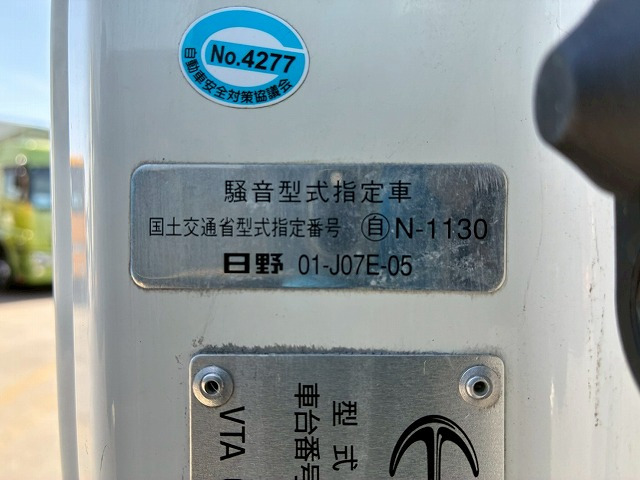 No.4277
自動車安全対策協議会
騒音型式指定車
国土交通省型式指定番号 ㊂自 N-1130
日野 01-J07E-05
型式
車台番号
VTA